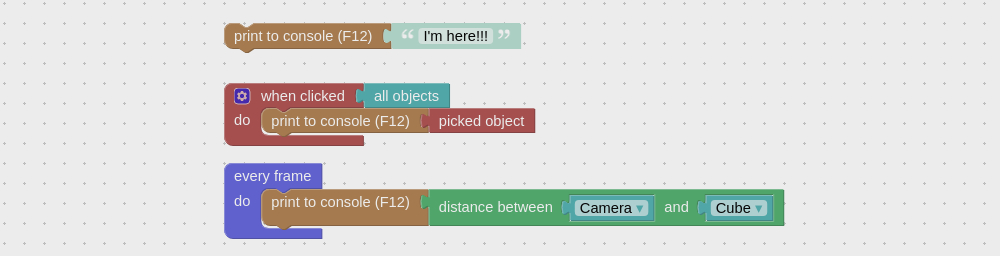 print to console (F12) “ I'm here!!! ”
when clicked all objects
do print to console (F12) picked object
every frame
do print to console (F12) distance between Camera ▾ and Cube ▾